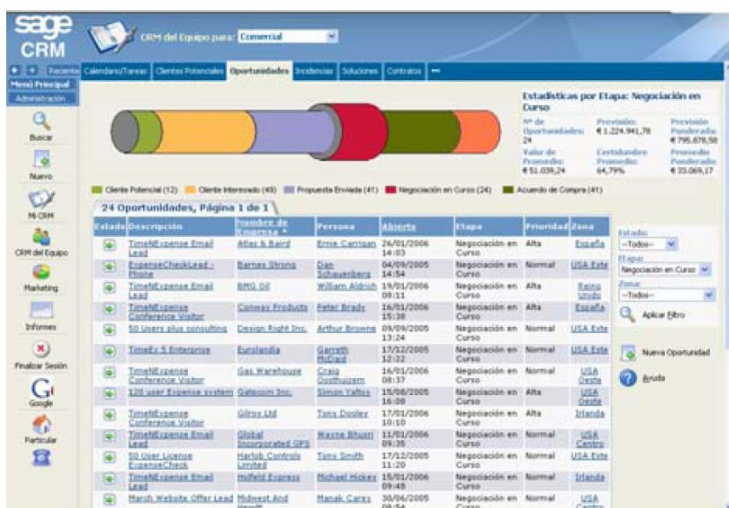 sage
CRM
CRM del Equipo para: Comercial
Reciente Calendario/Tareas Clientes Potenciales Oportunidades Incidencias Soluciones Contratos
Menú Principal
Administración
Buscar
Nuevo
Mi CRM
CRM del Equipo
Marketing
Informes
Finalizar Sesión
Google
Particular
Estadísticas por Etapa: Negociación en
Curso
Nº de Oportunidades: 24
Previsión: € 1.224.941,78
Previsión Ponderada: € 795.878,58
Valor de Promedio: € 51.039,24
Certidumbre Promedio: 64,79%
Promedio Ponderado: € 33.069,17
Cliente Potencial (12) Cliente Interesado (49) Propuesta Enviada (41) Negociación en Curso (24) Acuerdo de Compra (41)
24 Oportunidades, Página 1 de 1
Estado Descripción Nombre de Empresa Persona Abierta Etapa Prioridad Zona
TimeNExpense Email Lead Atlas & Baird Ernie Carrigan 26/01/2006 14:03 Negociación en Curso Alta España
ExpenseCheckLead - Phone Barnes Strong Dan Schauenberg 04/09/2005 14:54 Negociación en Curso Normal USA Este
TimeNExpense Email Lead BMG Oil William Aldrich 19/01/2006 08:11 Negociación en Curso Alta Reino Unido
TimeNExpense Conference Visitor Conway Products Peter Brady 16/01/2006 15:38 Negociación en Curso Alta España
50 Users plus consulting Design Right Inc. Arthur Browne 09/09/2005 13:24 Negociación en Curso Normal USA Este
TimeEx 5 Enterprise Eurolandia Garreth McDaid 17/12/2005 12:22 Negociación en Curso Normal USA Este
TimeNExpense Conference Visitor Gas Warehouse Craig Oosthuizen 16/01/2006 08:37 Negociación en Curso Normal USA Oeste
120 user Expense system Gatecom Inc. Simon Yaltoy 15/06/2005 16:08 Negociación en Curso Alta USA Oeste
TimeNExpense Conference Visitor Gilroy Ltd Tony Dooley 17/01/2006 10:10 Negociación en Curso Alta Irlanda
TimeNExpense Email Lead Global Incorporated GPS Wayne 11/01/2006 09:35 Negociación en Curso Normal USA Centro
50 User License ExpenseCheck Harlob Controls Limited Tony Smith 17/12/2005 11:20 Negociación en Curso Normal USA Este
TimeNExpense Email Lead Holfeld Express Michael Hickey 15/01/2006 09:48 Negociación en Curso Normal Irlanda
March Website Offer Lead Midwest And Manak Carey 30/06/2005 Negociación en Curso Normal USA Centro
Estado:
--Todos--
Etapa:
Negociación en Curso
Zona:
--Todos--
Aplicar Filtro
Nueva Oportunidad
Ayuda